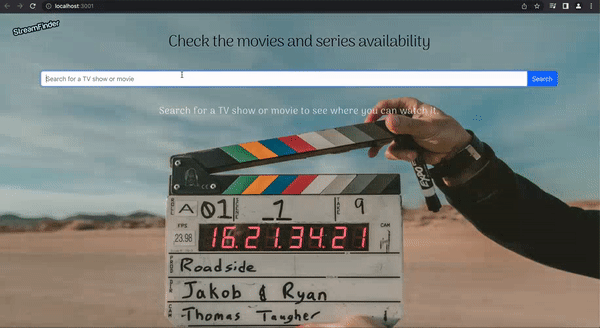 localhost:3001
StreamFinder
Check the movies and series availability
Search for a TV show or movie
Search
Search for a TV show or movie to see where you can watch it.
A 01 1 9
FPS
23.98
CAM
16.21.34.21
Roadside
Jakob & Ryan
Thomas Taugher